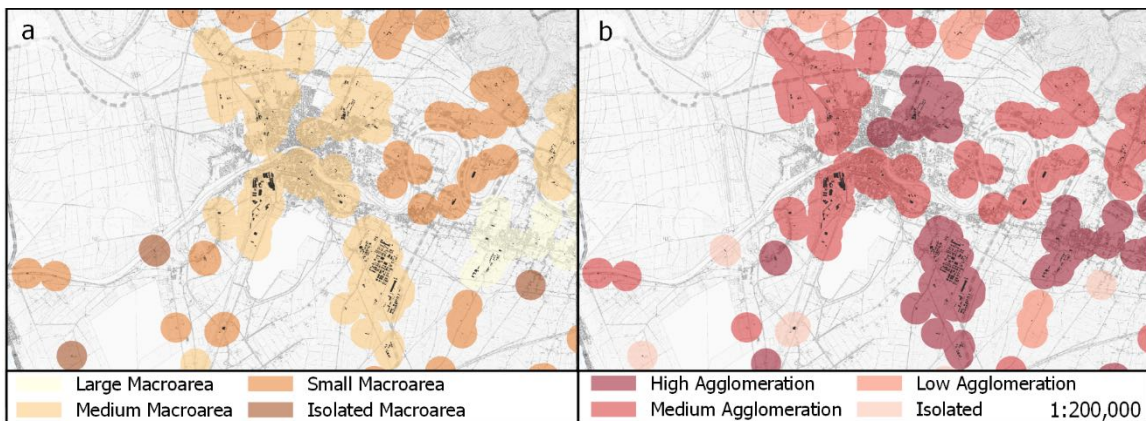 a
b
Large Macroarea
Small Macroarea
Medium Macroarea
Isolated Macroarea
High Agglomeration
Low Agglomeration
Medium Agglomeration
Isolated
1:200,000